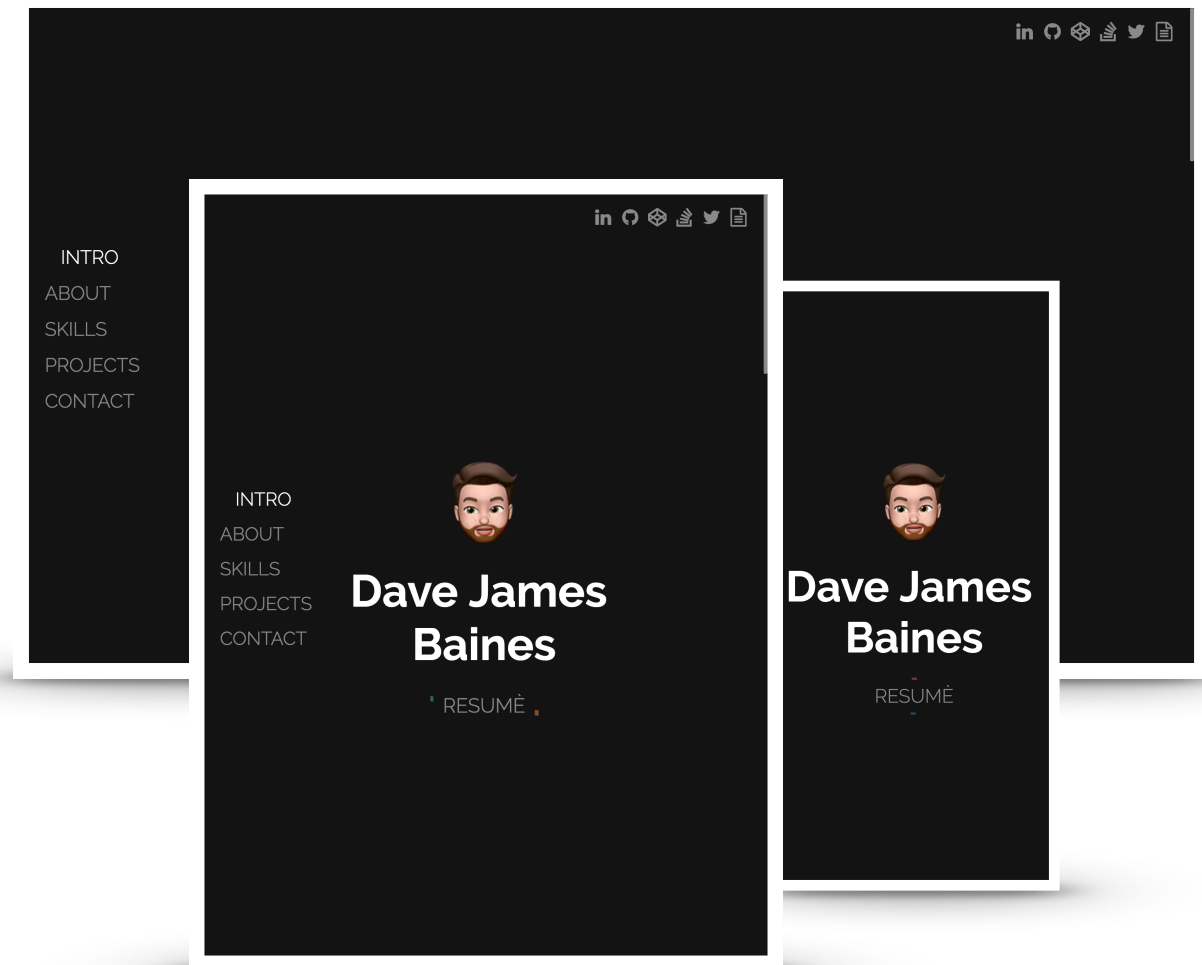 INTRO
ABOUT
SKILLS
PROJECTS
CONTACT
INTRO
ABOUT
SKILLS
PROJECTS
CONTACT
Dave James
Baines
RESUMÈ
Dave James
Baines
RESUMÈ